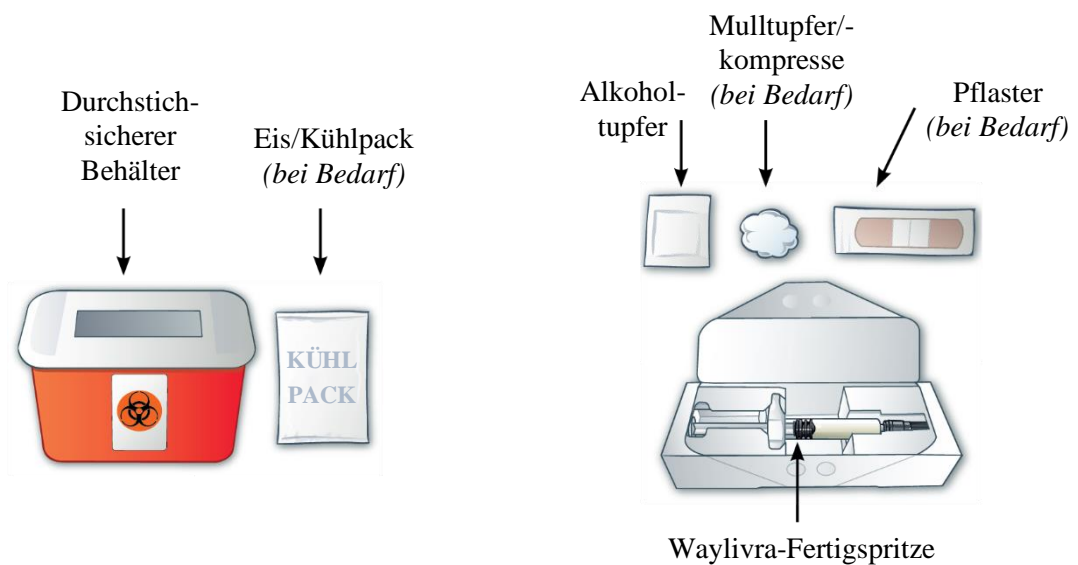 Durchstich-
sicherer
Behälter
Eis/Kühlpack
(bei Bedarf)
KÜHL
PACK
Alkohol-
tupfer
Mulltupfer/-
kompresse
(bei Bedarf)
Pflaster
(bei Bedarf)
Waylivra-Fertigspritze